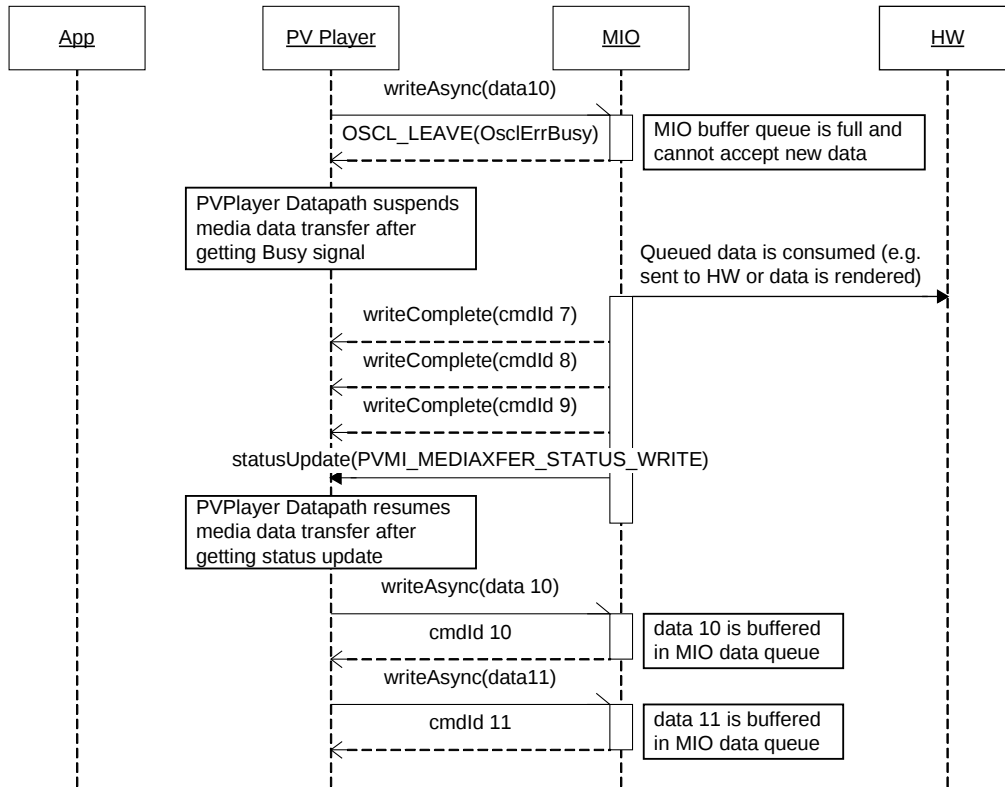 App
PV Player
MIO
HW
writeAsync(data10)
OSCL_LEAVE(OsclErrBusy)
MIO buffer queue is full and
cannot accept new data
PVPlayer Datapath suspends
media data transfer after
getting Busy signal
Queued data is consumed (e.g.
sent to HW or data is rendered)
writeComplete(cmdId 7)
writeComplete(cmdId 8)
writeComplete(cmdId 9)
statusUpdate(PVMI_MEDIAXFER_STATUS_WRITE)
PVPlayer Datapath resumes
media data transfer after
getting status update
writeAsync(data 10)
cmdId 10
data 10 is buffered
in MIO data queue
writeAsync(data11)
cmdId 11
data 11 is buffered
in MIO data queue